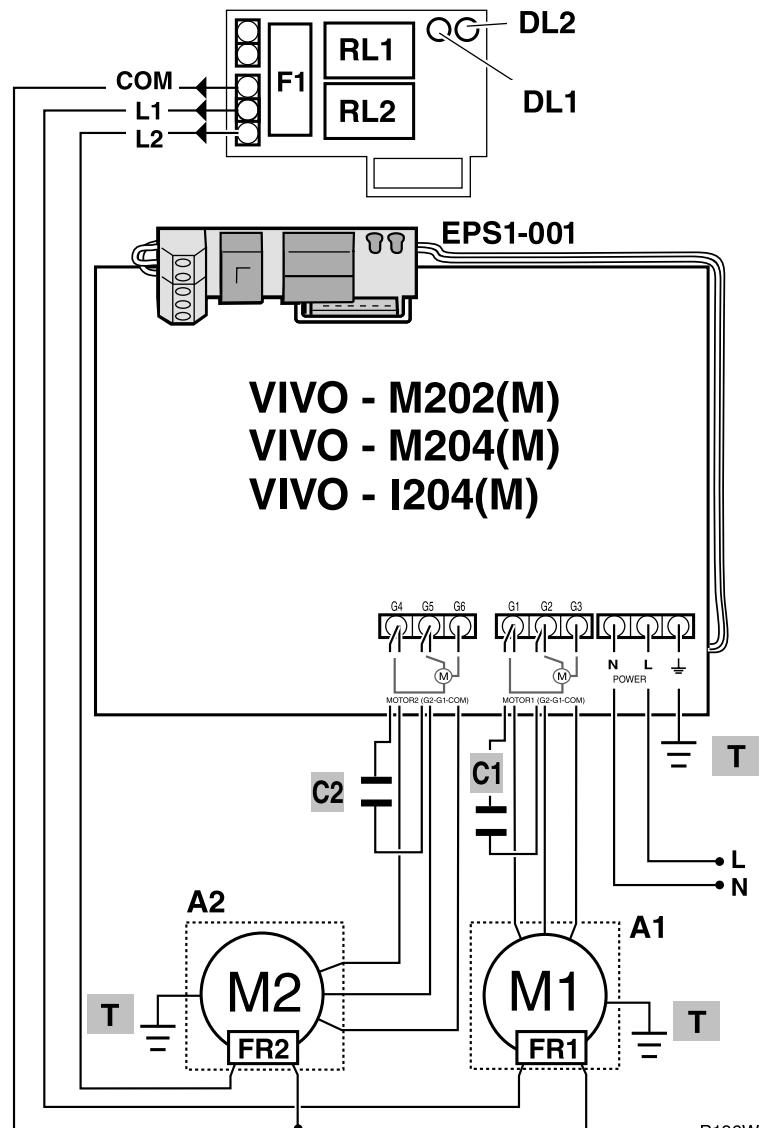 DL2
COM
F1
RL1
L1
RL2
DL1
L2
EPS1-001
VIVO - M202(M)
VIVO - M204(M)
VIVO - I204(M)
G4 G5 G6
G1 G2 G3
M
M
N L
POWER
MOTOR2 (G2-G1-COM)
MOTOR1 (G2-G1-COM)
T
C2
C1
L
N
A2
A1
M2
M1
T
T
FR2
FR1